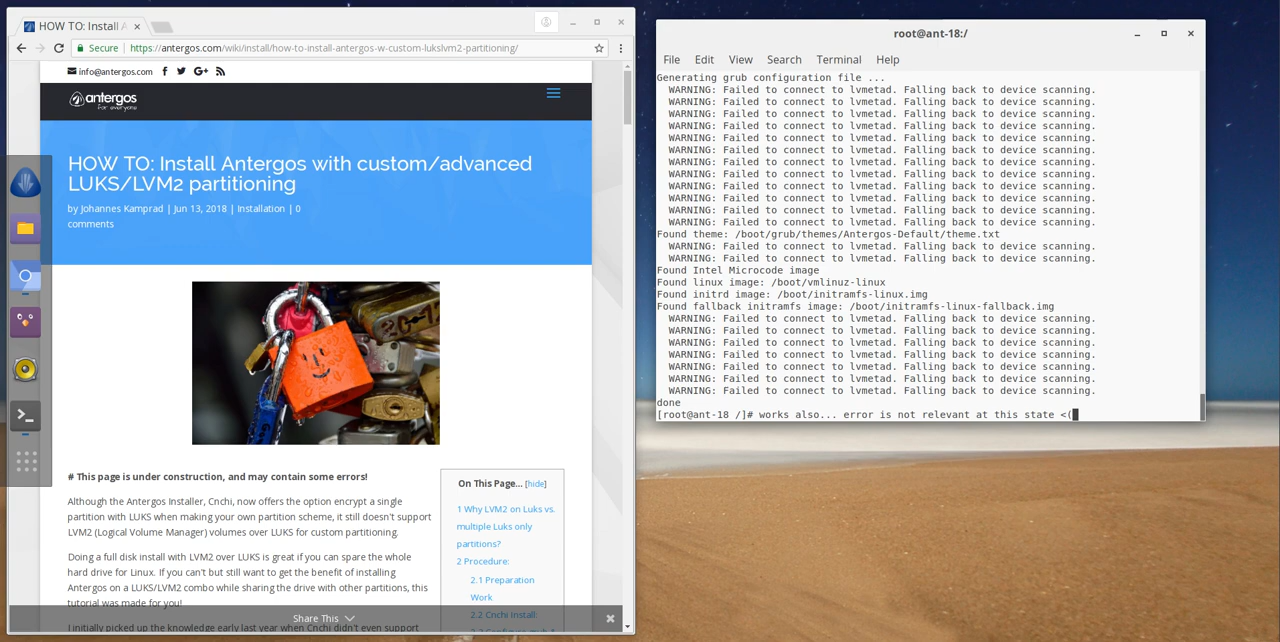 HOW TO: Install A
Secure
https://antergos.com/wiki/install/how-to-install-antergos-w-custom-lukslvm2-partitioning/
info@antergos.com
antergos
for everyone
HOW TO: Install Antergos with custom/advanced
LUKS/LVM2 partitioning
by Johannes Kamprad | Jun 13, 2018 | Installation | 0
comments
# This page is under construction, and may contain some errors!
Although the Antergos Installer, Cnchi, now offers the option encrypt a single
partition with LUKS when making your own partition scheme, it still doesn't support
LVM2 (Logical Volume Manager) volumes over LUKS for custom partitioning.
Doing a full disk install with LVM2 over LUKS is great if you can spare the whole
hard drive for Linux. If you can't but still want to get the benefit of installing
Antergos on a LUKS/LVM2 combo while sharing the drive with other partitions, this
tutorial was made for you!
I initially picked up the knowledge early last year when Cnchi didn't even support
On This Page... [hide]
1 Why LVM2 on Luks vs.
multiple Luks only
partitions?
2 Procedure:
2.1 Preparation
Work
2.2 Cnchi Install:
Share This
root@ant-18:/
File Edit View Search Terminal Help
Generating grub configuration file ...
WARNING: Failed to connect to lvmetad. Falling back to device scanning.
WARNING: Failed to connect to lvmetad. Falling back to device scanning.
WARNING: Failed to connect to lvmetad. Falling back to device scanning.
WARNING: Failed to connect to lvmetad. Falling back to device scanning.
WARNING: Failed to connect to lvmetad. Falling back to device scanning.
WARNING: Failed to connect to lvmetad. Falling back to device scanning.
WARNING: Failed to connect to lvmetad. Falling back to device scanning.
WARNING: Failed to connect to lvmetad. Falling back to device scanning.
WARNING: Failed to connect to lvmetad. Falling back to device scanning.
WARNING: Failed to connect to lvmetad. Falling back to device scanning.
WARNING: Failed to connect to lvmetad. Falling back to device scanning.
WARNING: Failed to connect to lvmetad. Falling back to device scanning.
Found theme: /boot/grub/themes/Antergos-Default/theme.txt
WARNING: Failed to connect to lvmetad. Falling back to device scanning.
WARNING: Failed to connect to lvmetad. Falling back to device scanning.
Found Intel Microcode image
Found linux image: /boot/vmlinuz-linux
Found initrd image: /boot/initramfs-linux.img
Found fallback initramfs image: /boot/initramfs-linux-fallback.img
WARNING: Failed to connect to lvmetad. Falling back to device scanning.
WARNING: Failed to connect to lvmetad. Falling back to device scanning.
WARNING: Failed to connect to lvmetad. Falling back to device scanning.
WARNING: Failed to connect to lvmetad. Falling back to device scanning.
WARNING: Failed to connect to lvmetad. Falling back to device scanning.
WARNING: Failed to connect to lvmetad. Falling back to device scanning.
WARNING: Failed to connect to lvmetad. Falling back to device scanning.
done
[root@ant-18 /]# works also... error is not relevant at this state <(